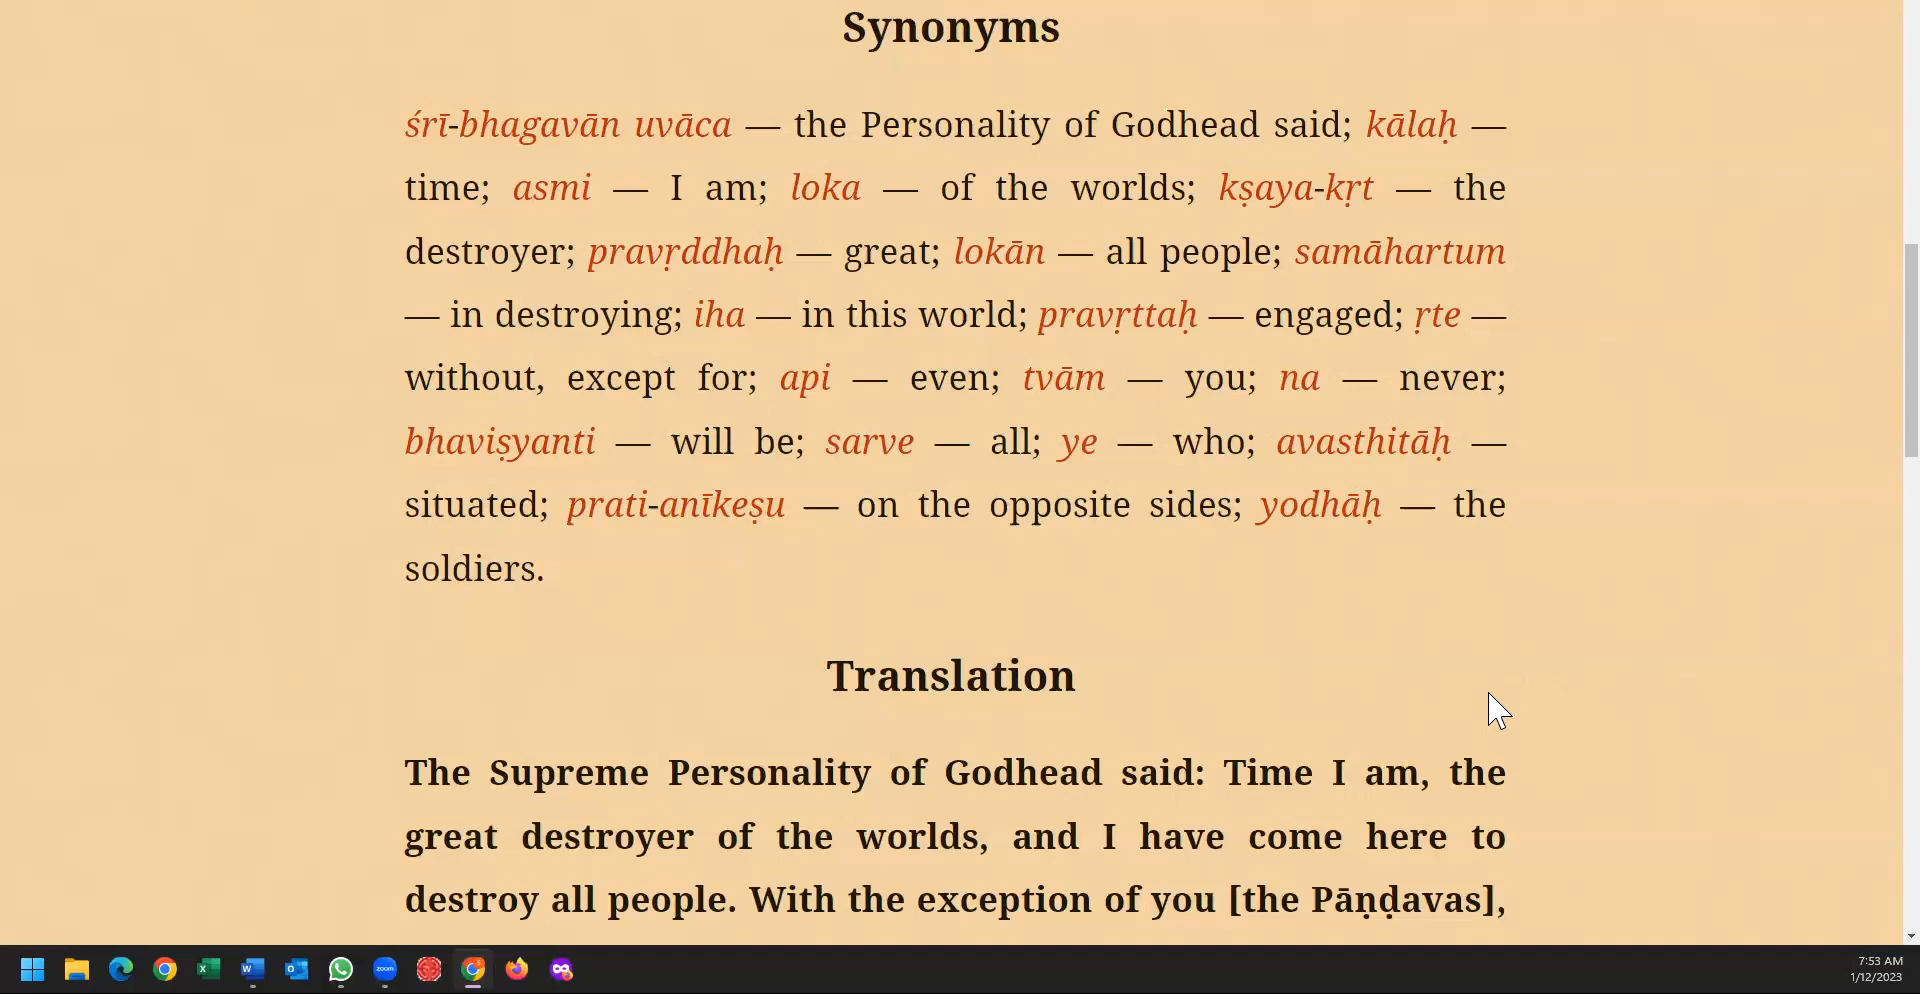 Synonyms
śrī-bhagavān uvāca — the Personality of Godhead said; kālaḥ —
time; asmi — I am; loka — of the worlds; kṣaya-kṛt — the
destroyer; pravṛddhaḥ — great; lokān — all people; samāhartum
— in destroying; iha — in this world; pravṛttaḥ — engaged; ṛte —
without, except for; api — even; tvām — you; na — never;
bhaviṣyanti — will be; sarve — all; ye — who; avasthitāḥ —
situated; prati-anīkeṣu — on the opposite sides; yodhāḥ — the
soldiers.
Translation
The Supreme Personality of Godhead said: Time I am, the
great destroyer of the worlds, and I have come here to
destroy all people. With the exception of you [the Pāṇḍavas],
zoom
7:53 AM
1/12/2023